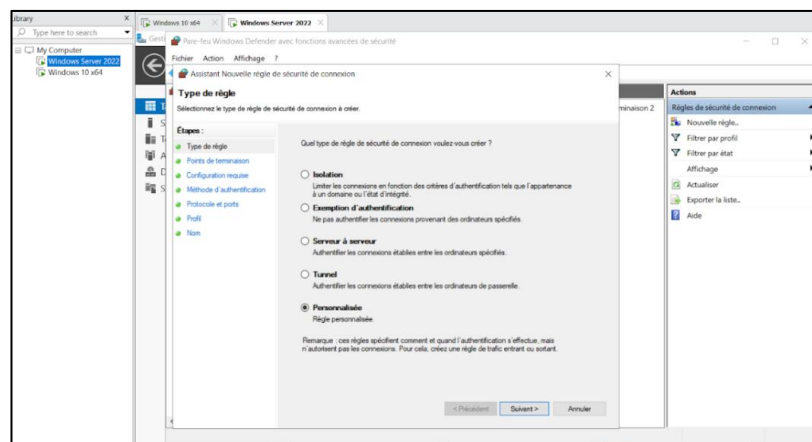 Library X
Type here to search
My Computer
Windows Server 2022
Windows 10 x64
Windows 10 x64
Windows Server 2022
Pare-feu Windows Defender avec fonctions avancées de sécurité
Fichier Action Affichage ?
Assistant Nouvelle règle de sécurité de connexion
Type de règle
Sélectionnez le type de règle de sécurité de connexion à créer.
Étapes :
Type de règle
Points de terminaison
Configuration requise
Méthode d'authentification
Protocole et ports
Profil
Nom
Quel type de règle de sécurité de connexion voulez-vous créer ?
Isolation
Limiter les connexions en fonction des critères d'authentification tels que l'appartenance
à un domaine ou l'état d'intégrité.
Exemption d'authentification
Ne pas authentifier les connexions provenant des ordinateurs spécifiés.
Serveur à serveur
Authentifier les connexions établies entre les ordinateurs spécifiés.
Tunnel
Authentifier les connexions établies entre les ordinateurs de passerelle.
Personnalisée
Règle personnalisée.
Remarque : ces règles spécifient comment et quand l'authentification s'effectue, mais
n'autorisent pas les connexions. Pour cela, créez une règle de trafic entrant ou sortant.
< Précédent Suivant > Annuler
minaison 2
Actions
Règles de sécurité de connexion
Nouvelle règle...
Filtrer par profil
Filtrer par état
Affichage
Actualiser
Exporter la liste...
Aide